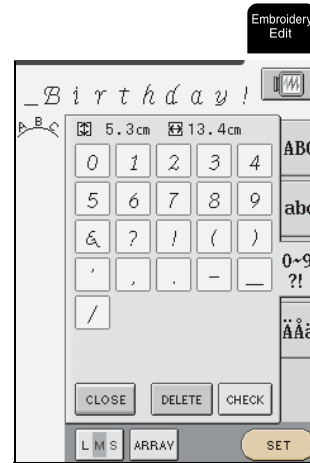 Embroidery
Edit
_Birthday!
A B C
5.3cm 13.4cm
0 1 2 3 4
5 6 7 8 9
& ? ! ( )
' , . - _
/
ABC
abc
0~9
?!
ÄÅä
CLOSE DELETE CHECK
L M S ARRAY SET